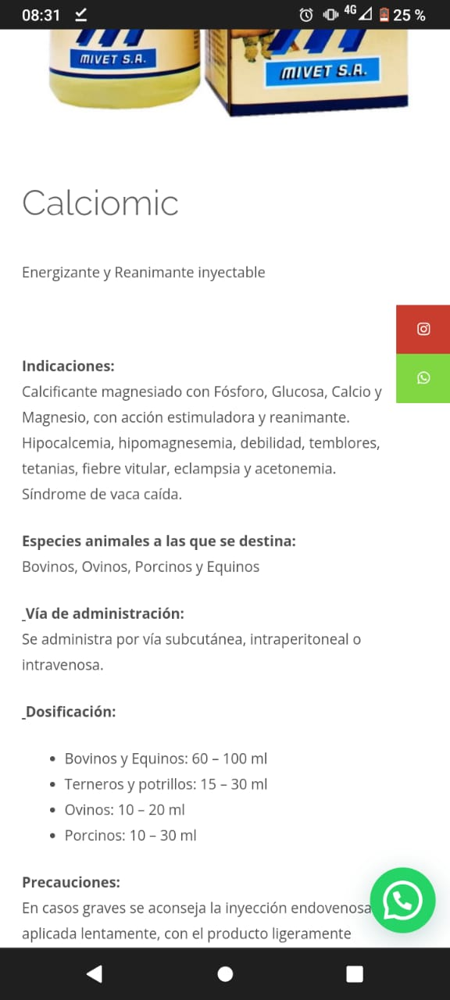 08:31
4G
25 %
MIVET S.A.
MIVET S.A.
Calciomic
Energizante y Reanimante inyectable
Indicaciones:
Calcificante magnesiado con Fósforo, Glucosa, Calcio y
Magnesio, con acción estimuladora y reanimante.
Hipocalcemia, hipomagnesemia, debilidad, temblores,
tetanias, fiebre vitular, eclampsia y acetonemia.
Síndrome de vaca caída.
Especies animales a las que se destina:
Bovinos, Ovinos, Porcinos y Equinos
Vía de administración:
Se administra por vía subcutánea, intraperitoneal o
intravenosa.
Dosificación:
• Bovinos y Equinos: 60 – 100 ml
• Terneros y potrillos: 15 – 30 ml
• Ovinos: 10 – 20 ml
• Porcinos: 10 – 30 ml
Precauciones:
En casos graves se aconseja la inyección endovenosa
aplicada lentamente, con el producto ligeramente